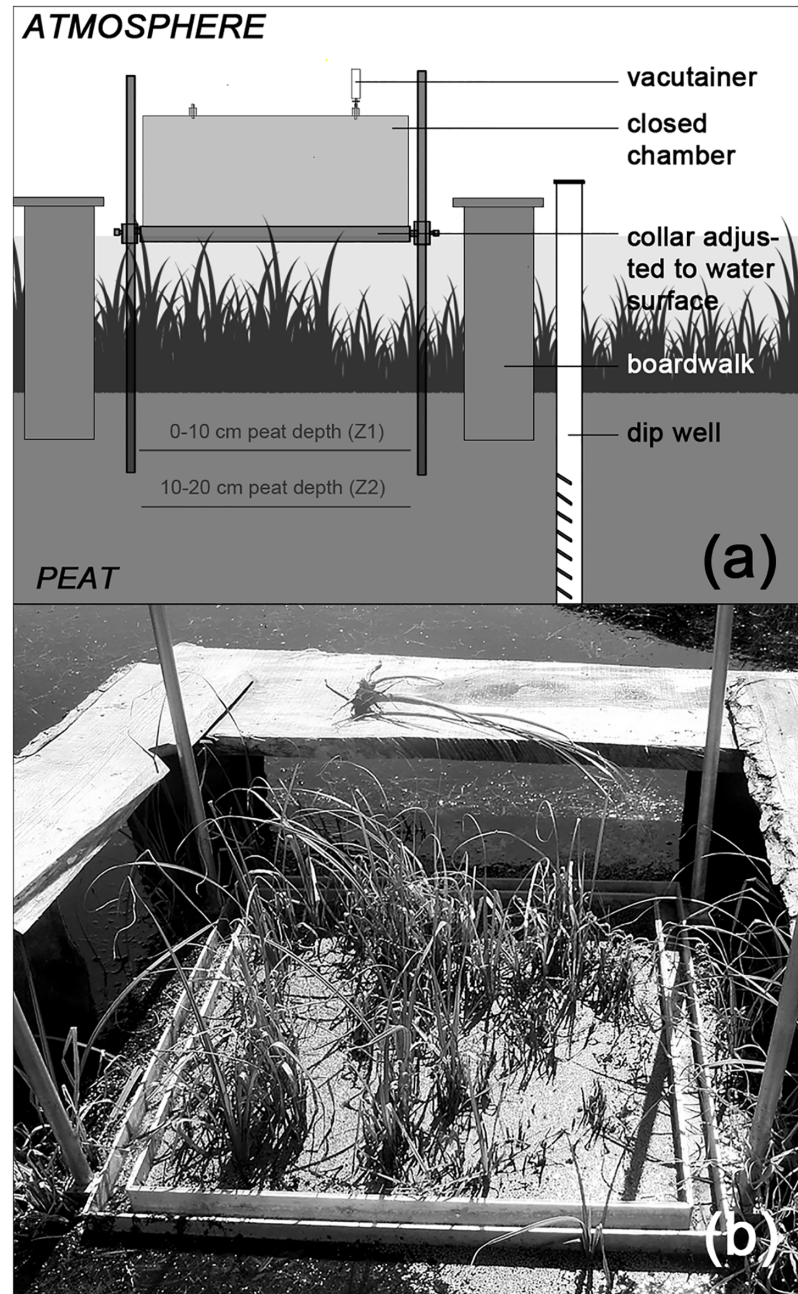 ATMOSPHERE
vacutainer
closed
chamber
collar adjus-
ted to water
surface
boardwalk
0-10 cm peat depth (Z1)
dip well
10-20 cm peat depth (Z2)
(a)
PEAT
(b)